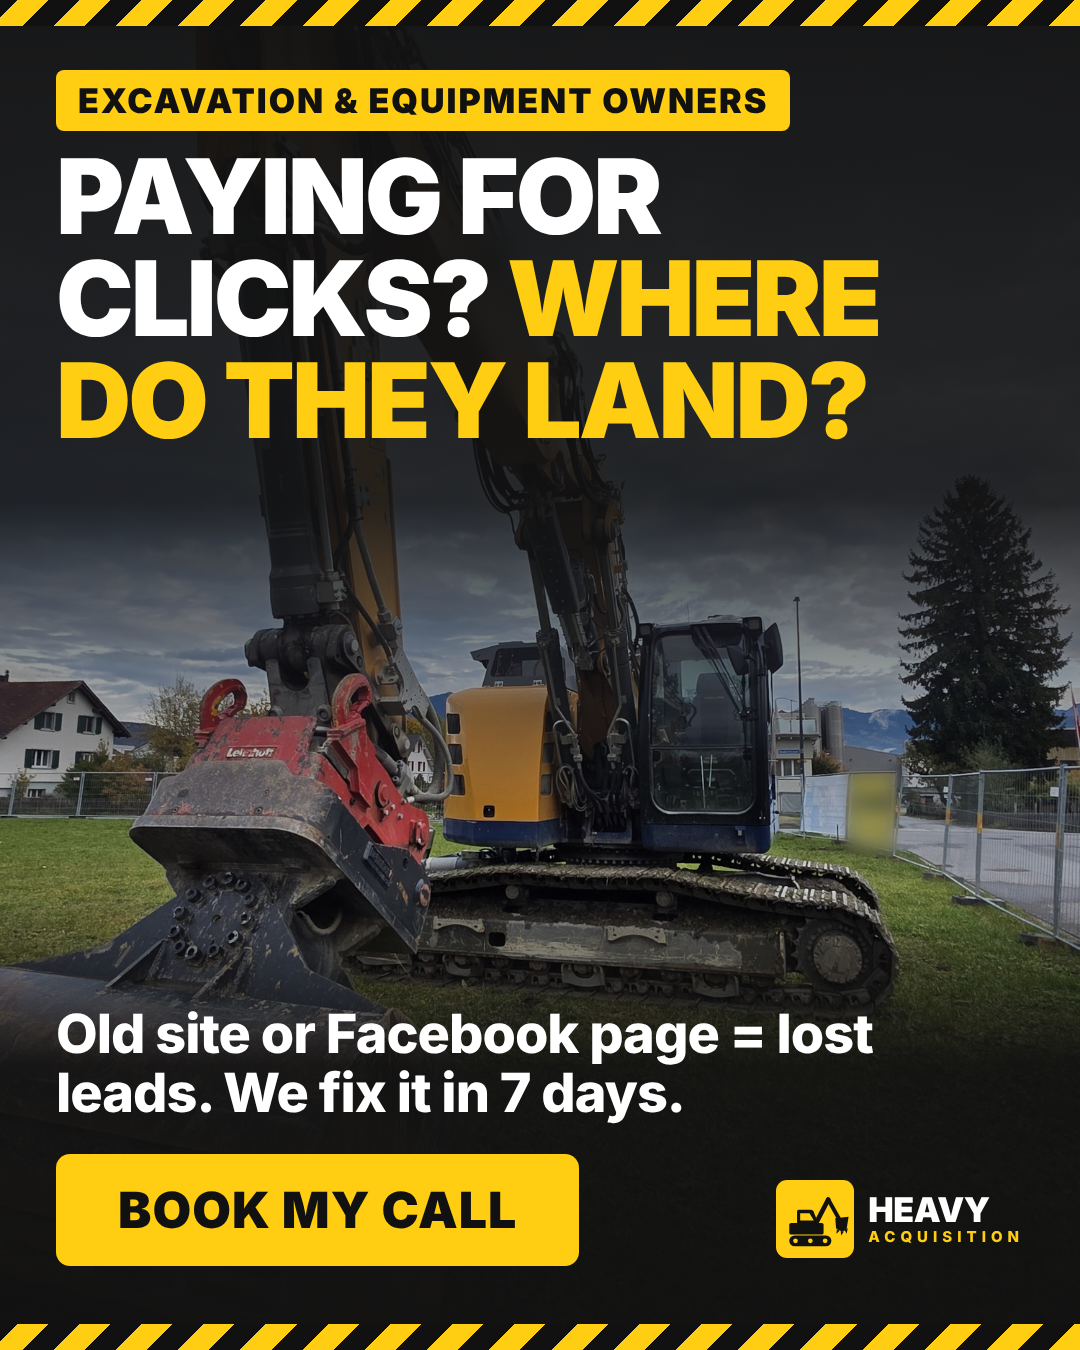 EXCAVATION & EQUIPMENT OWNERS
PAYING FOR
CLICKS? WHERE
DO THEY LAND?
Lehnhoff
Old site or Facebook page = lost
leads. We fix it in 7 days.
BOOK MY CALL
HEAVY
ACQUISITION